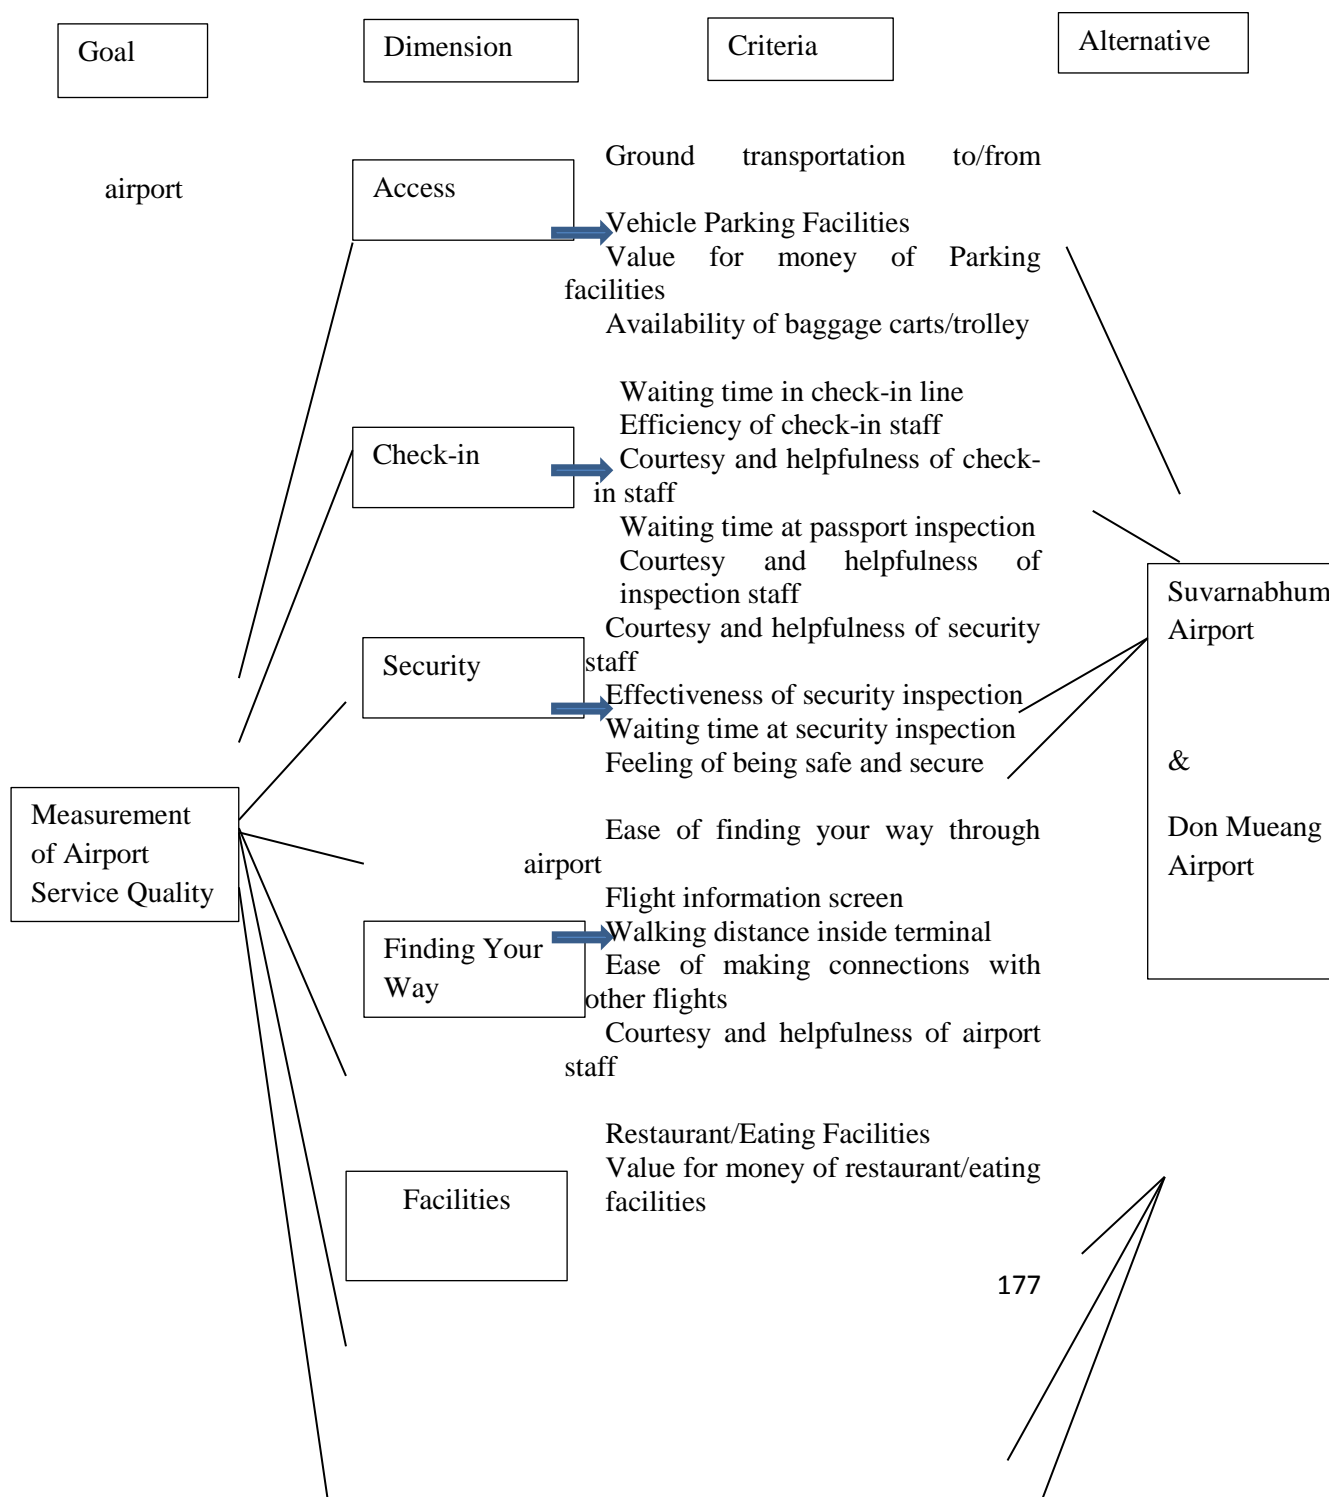 Goal
Dimension
Criteria
Alternative
Ground transportation to/from
airport
Access
Vehicle Parking Facilities
Value for money of Parking
facilities
Availability of baggage carts/trolley
Waiting time in check-in line
Efficiency of check-in staff
Check-in
Courtesy and helpfulness of check-
in staff
Waiting time at passport inspection
Courtesy and helpfulness of
inspection staff
Courtesy and helpfulness of security
staff
Security
Effectiveness of security inspection
Waiting time at security inspection
Feeling of being safe and secure
Measurement
of Airport
Service Quality
Ease of finding your way through
airport
Flight information screen
Finding Your
Way
Walking distance inside terminal
Ease of making connections with
other flights
Courtesy and helpfulness of airport
staff
Restaurant/Eating Facilities
Value for money of restaurant/eating
facilities
Facilities
Suvarnabhum
Airport
&
Don Mueang
Airport
177